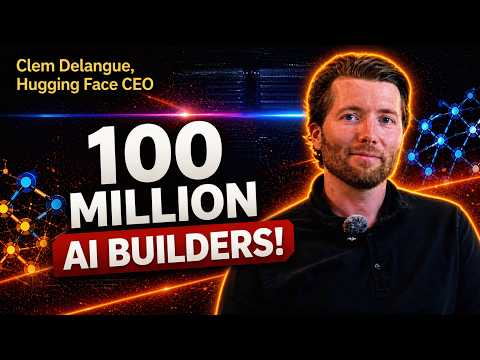 Clem Delangue,
Hugging Face CEO
100
MILLION
AI BUILDERS!